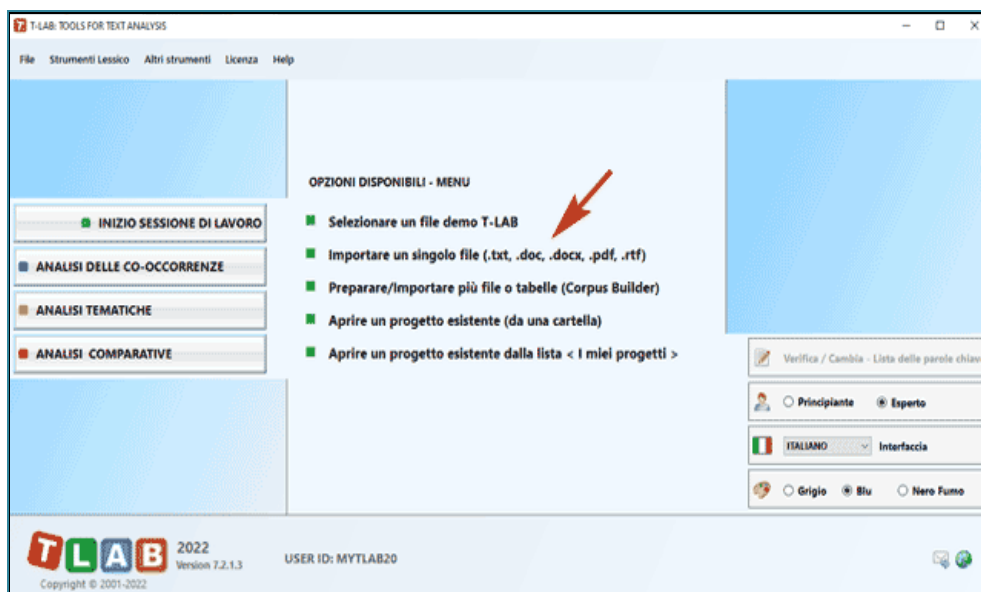 T-LAB: TOOLS FOR TEXT ANALYSIS
File Strumenti Lessico Altri strumenti Licenza Help
OPZIONI DISPONIBILI - MENU
Selezionare un file demo T-LAB
Importare un singolo file (.txt, .doc, .docx, .pdf, .rtf)
Preparare/Importare più file o tabelle (Corpus Builder)
Aprire un progetto esistente (da una cartella)
Aprire un progetto esistente dalla lista < I miei progetti >
INIZIO SESSIONE DI LAVORO
ANALISI DELLE CO-OCCORRENZE
ANALISI TEMATICHE
ANALISI COMPARATIVE
Verifica / Cambia - Lista delle parole chiav
Principiante Esperto
ITALIANO Interfaccia
Grigio Blu Nero Fumo
T LAB 2022
Version 7.2.1.3
Copyright © 2001-2022
USER ID: MYTLAB20